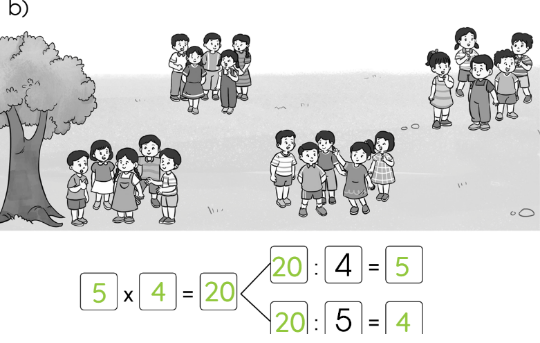 b)
20 : 4 = 5
5 x 4 = 20
20 : 5 = 4